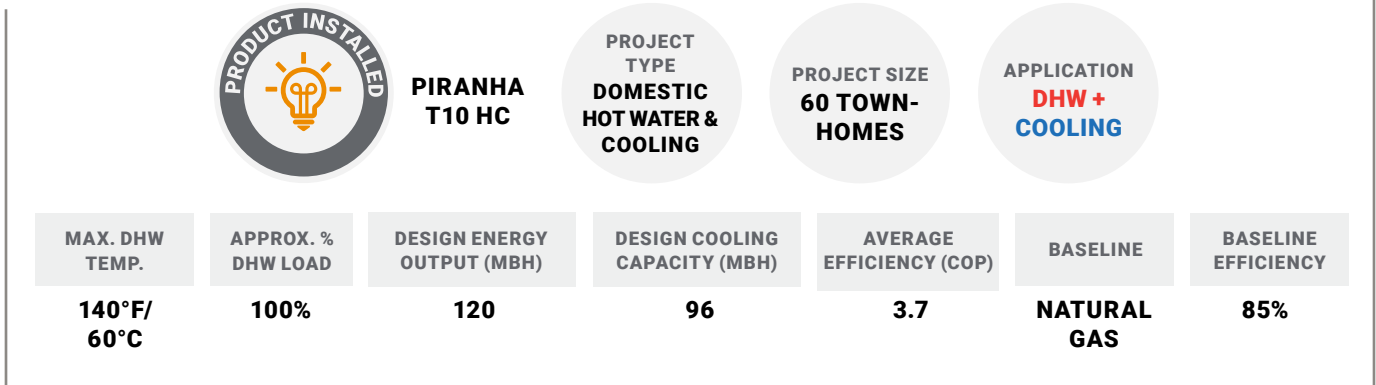 PRODUCT INSTALLED
PIRANHA
T10 HC
PROJECT
TYPE
DOMESTIC
HOT WATER &
COOLING
PROJECT SIZE
60 TOWN-
HOMES
APPLICATION
DHW +
COOLING
MAX. DHW
TEMP.
140°F/
60°C
APPROX. %
DHW LOAD
100%
DESIGN ENERGY
OUTPUT (MBH)
120
DESIGN COOLING
CAPACITY (MBH)
96
AVERAGE
EFFICIENCY (COP)
3.7
BASELINE
NATURAL
GAS
BASELINE
EFFICIENCY
85%